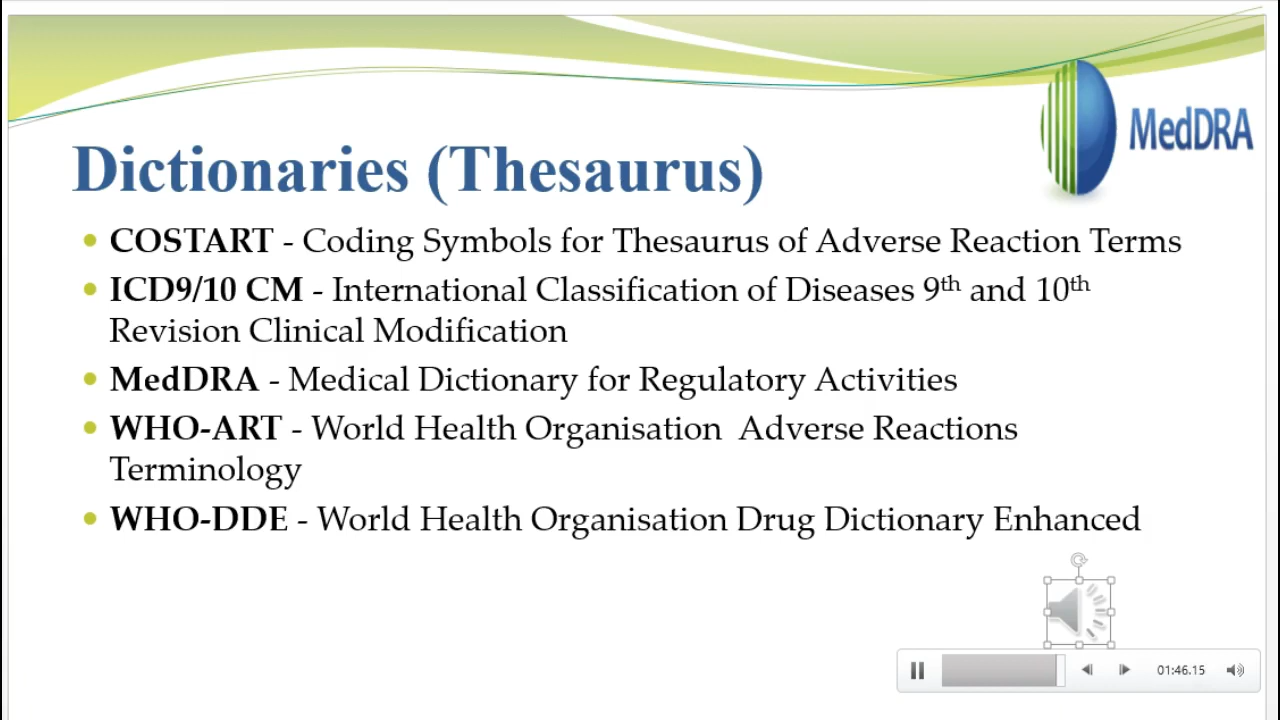 MedDRA
Dictionaries (Thesaurus)
COSTART - Coding Symbols for Thesaurus of Adverse Reaction Terms
ICD9/10 CM - International Classification of Diseases 9th and 10th
Revision Clinical Modification
MedDRA - Medical Dictionary for Regulatory Activities
WHO-ART - World Health Organisation  Adverse Reactions
Terminology
WHO-DDE - World Health Organisation Drug Dictionary Enhanced
01:46.15